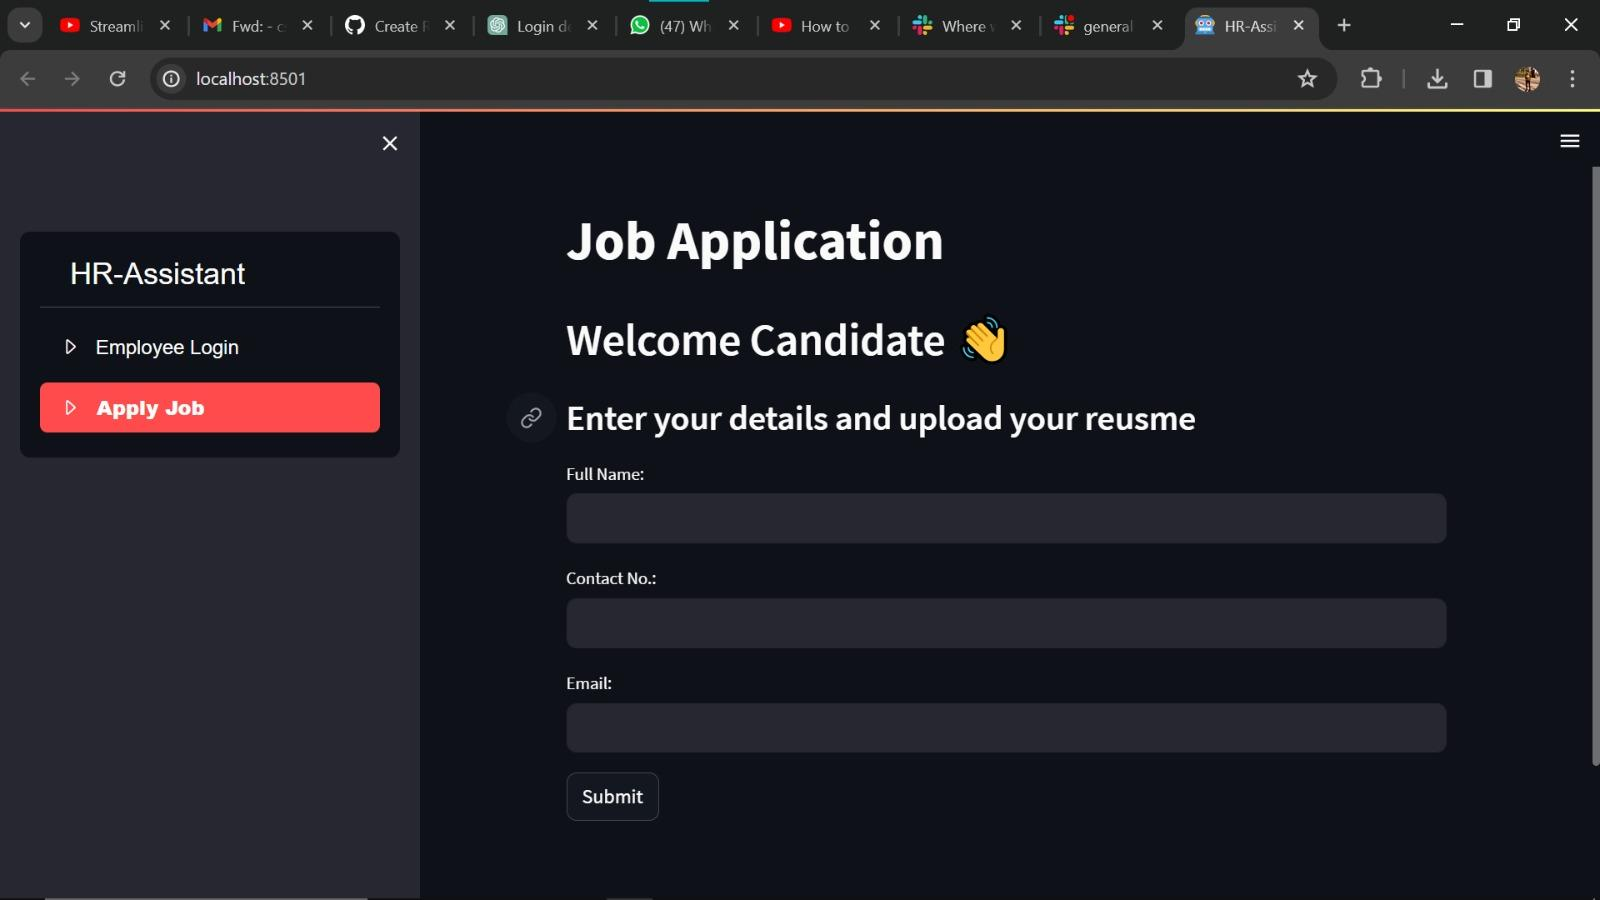 Streamli
Fwd: - c
Create R
Login de
(47) Wh
How to
Where w
general
HR-Assi
localhost:8501
HR-Assistant
Employee Login
Apply Job
Job Application
Welcome Candidate 👋
Enter your details and upload your reusme
Full Name:
Contact No.:
Email:
Submit